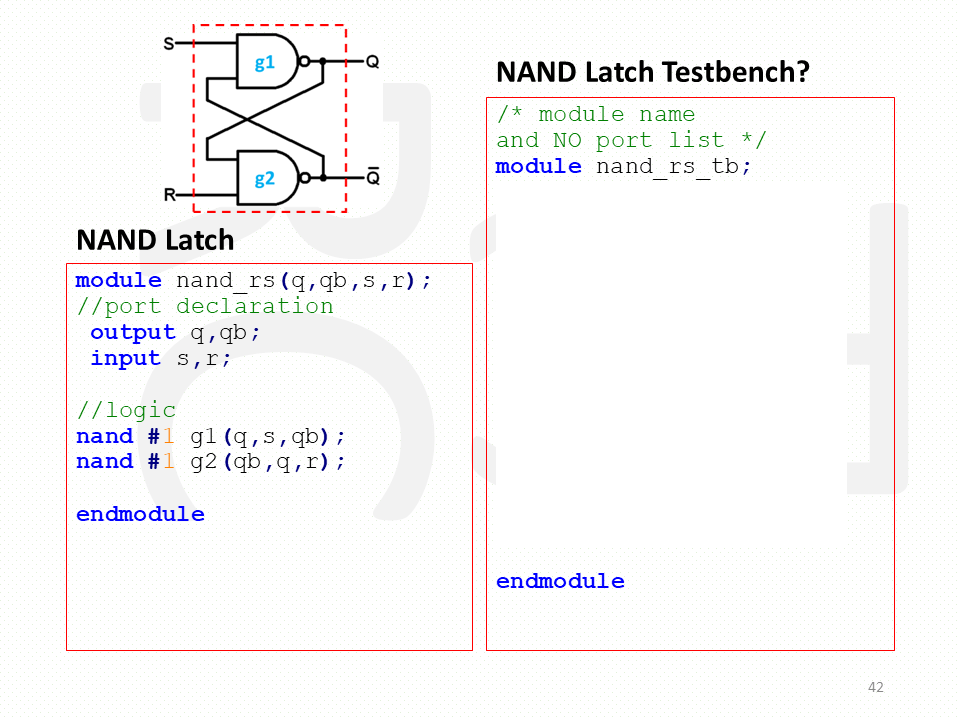 S
g1
Q
g2
R
Q
NAND Latch
module nand_rs(q,qb,s,r);
//port declaration
output q,qb;
input s,r;
//logic
nand #1 g1(q,s,qb);
nand #1 g2(qb,q,r);
endmodule
NAND Latch Testbench?
/* module name
and NO port list */
module nand_rs_tb;
endmodule
42